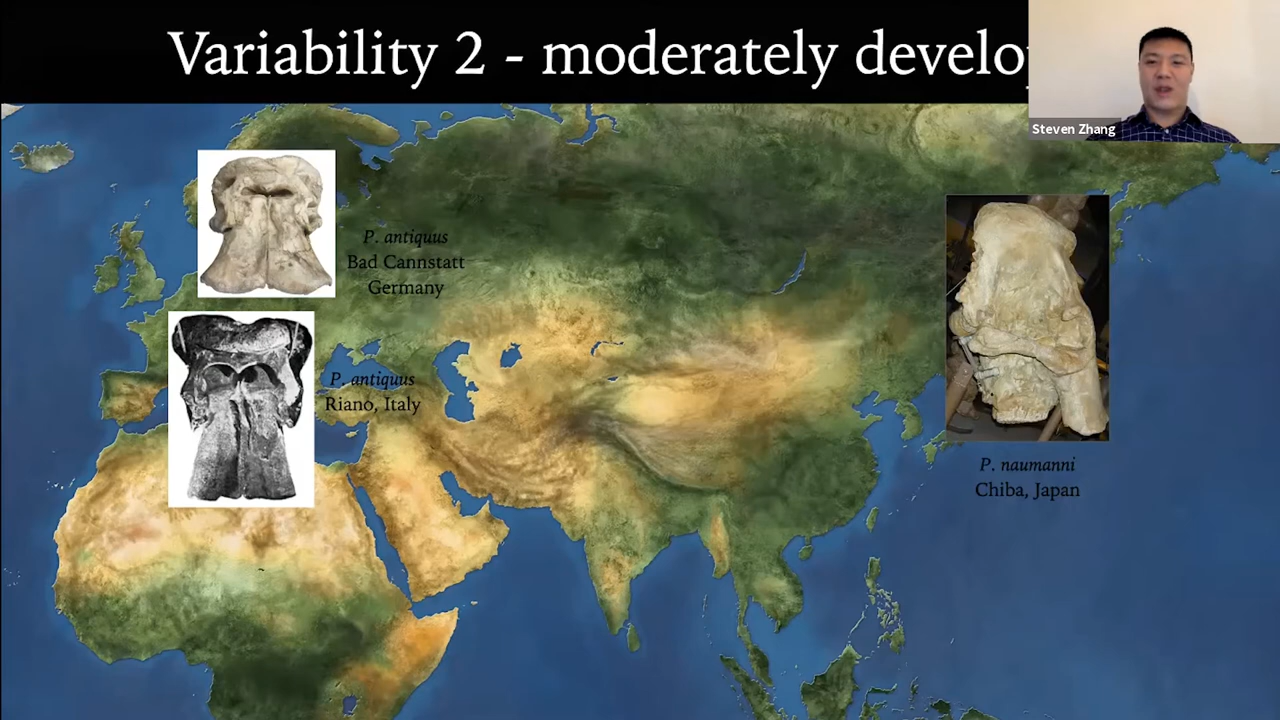 Variability 2 - moderately develo
Steven Zhang
P. antiquus
Bad Cannstatt
Germany
P. antiquus
Riano, Italy
P. naumanni
Chiba, Japan